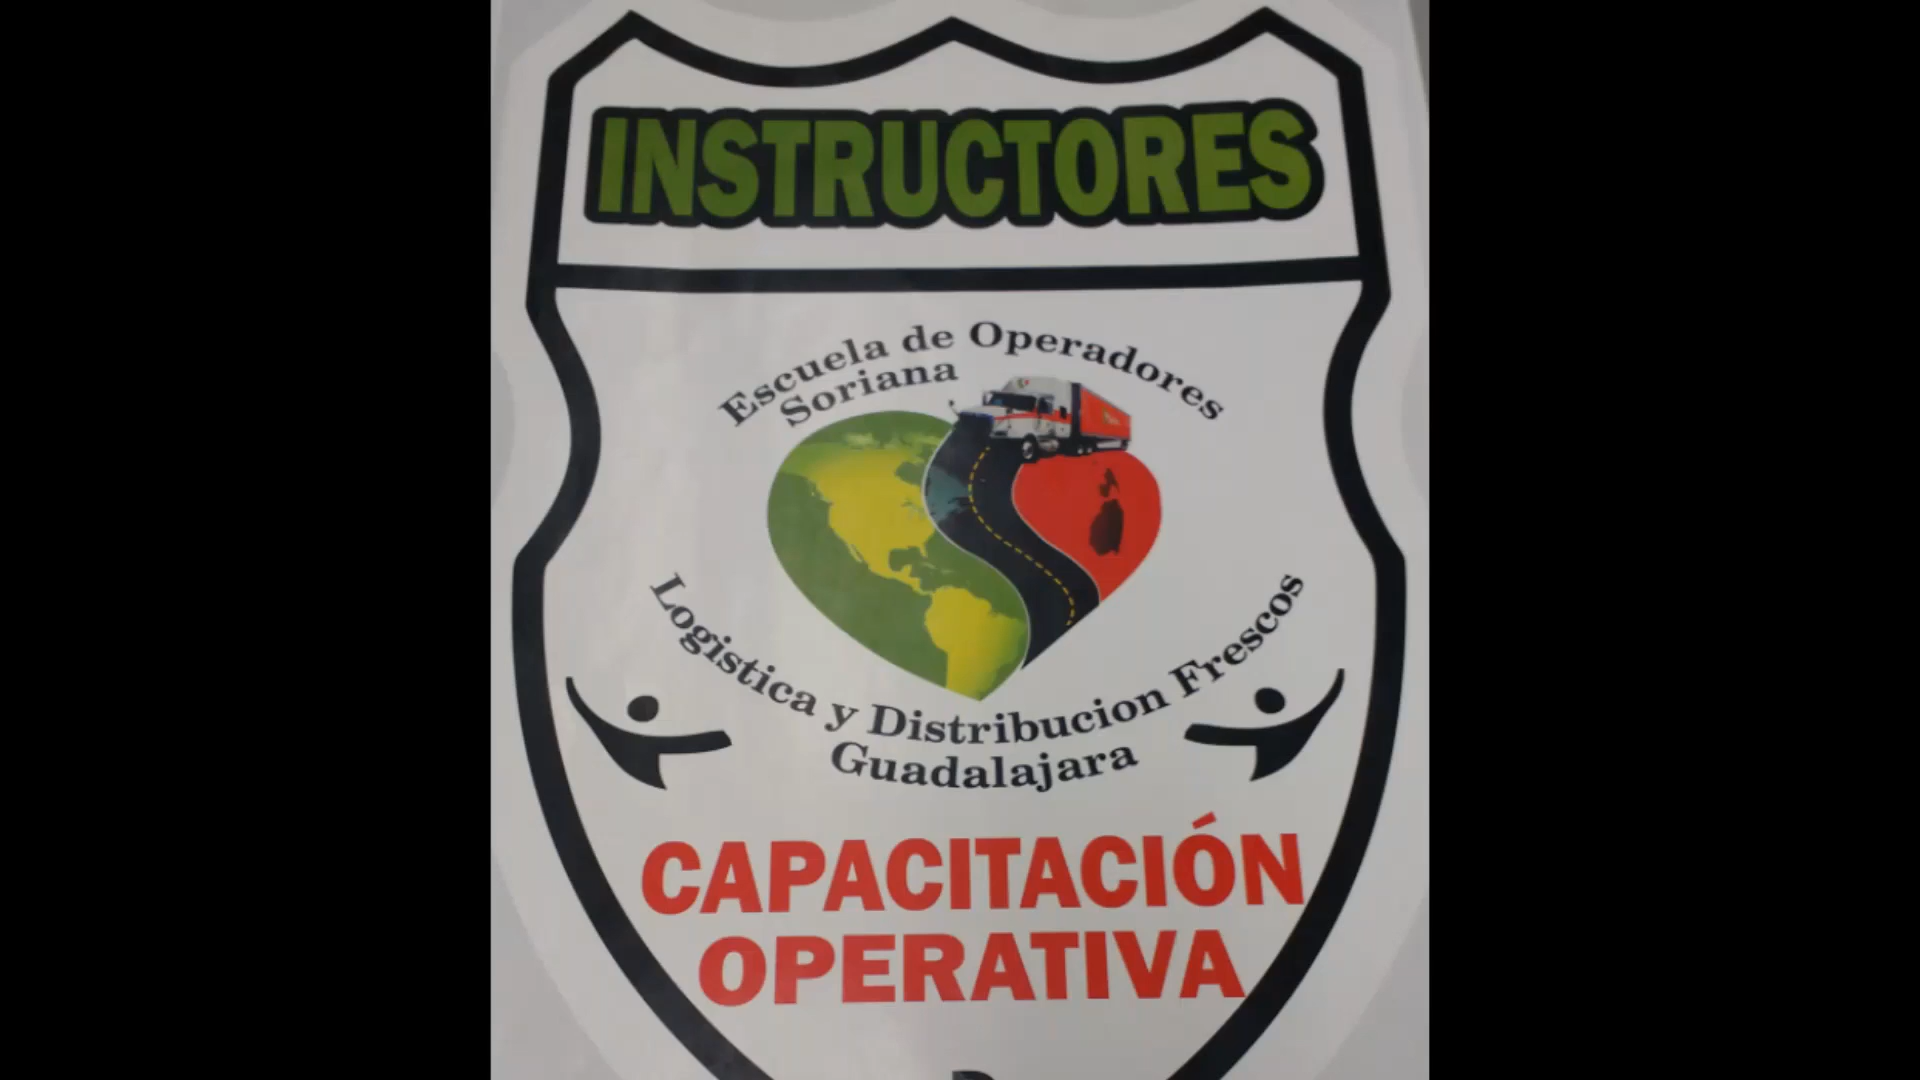 INSTRUCTORES
Escuela de Operadores
Soriana
Logistica y Distribucion Frescos
Guadalajara
CAPACITACIÓN
OPERATIVA